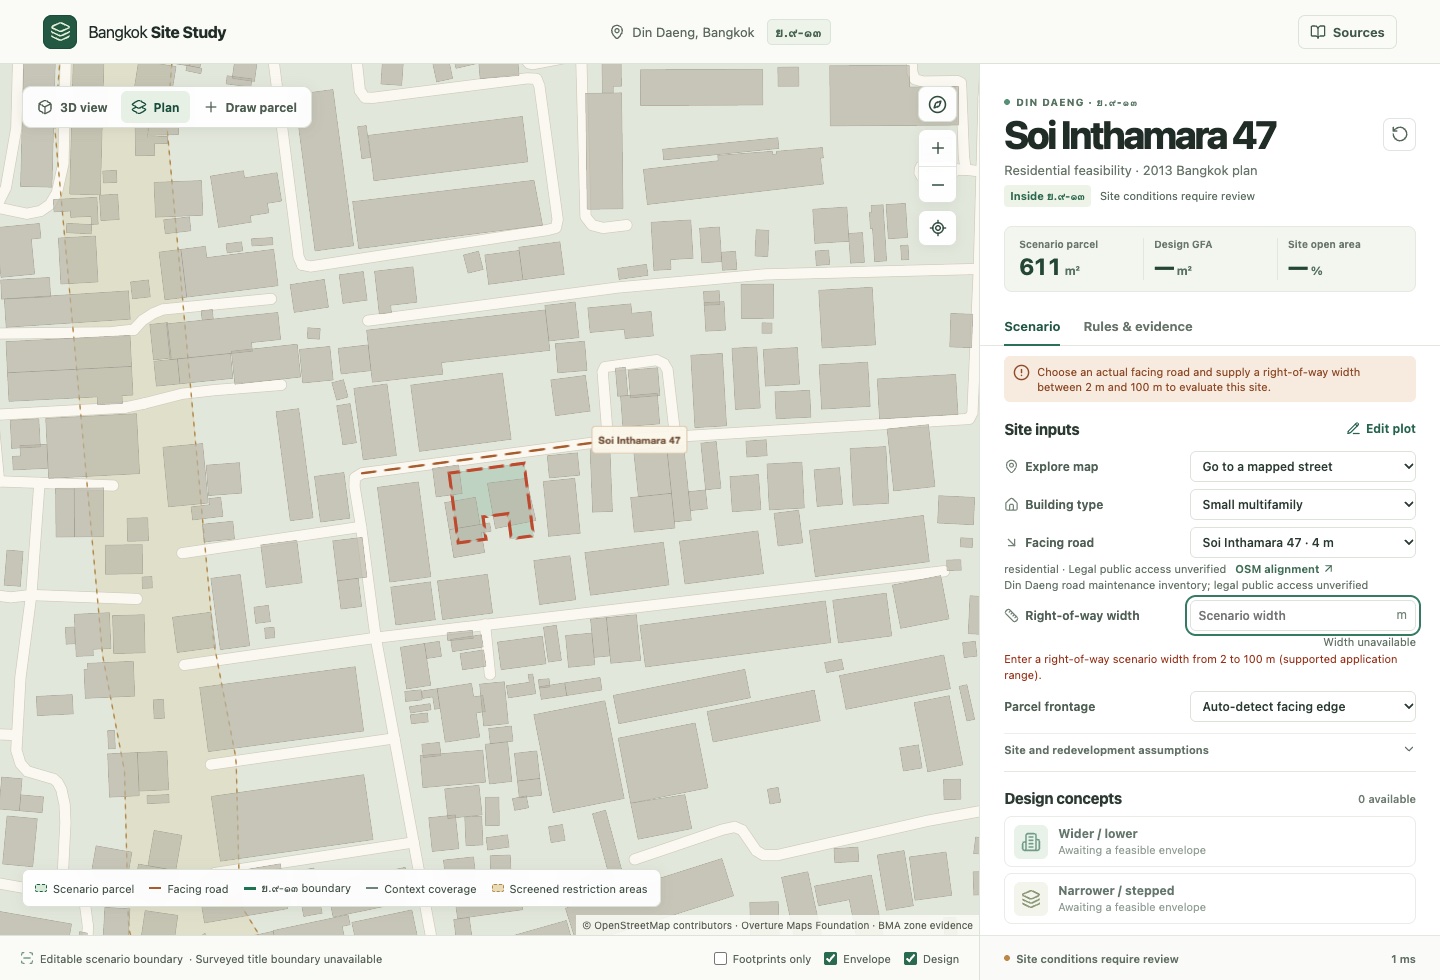 Bangkok Site Study
Din Daeng, Bangkok
ย.๙-๑๓
Sources
3D view
Plan
Draw parcel
Soi Inthamara 47
Scenario parcel
Facing road
ย.๙-๑๓ boundary
Context coverage
Screened restriction areas
© OpenStreetMap contributors · Overture Maps Foundation · BMA zone evidence
Editable scenario boundary · Surveyed title boundary unavailable
Footprints only
Envelope
Design
DIN DAENG · ย.๙-๑๓
Soi Inthamara 47
Residential feasibility · 2013 Bangkok plan
Inside ย.๙-๑๓
Site conditions require review
Scenario parcel
611 m²
Design GFA
— m²
Site open area
— %
Scenario
Rules & evidence
Choose an actual facing road and supply a right-of-way width
between 2 m and 100 m to evaluate this site.
Site inputs
Edit plot
Explore map
Go to a mapped street
Building type
Small multifamily
Facing road
Soi Inthamara 47 · 4 m
residential · Legal public access unverified OSM alignment
Din Daeng road maintenance inventory; legal public access unverified
Right-of-way width
Scenario width
m
Width unavailable
Enter a right-of-way scenario width from 2 to 100 m (supported application
range).
Parcel frontage
Auto-detect facing edge
Site and redevelopment assumptions
Design concepts
0 available
Wider / lower
Awaiting a feasible envelope
Narrower / stepped
Awaiting a feasible envelope
Site conditions require review
1 ms